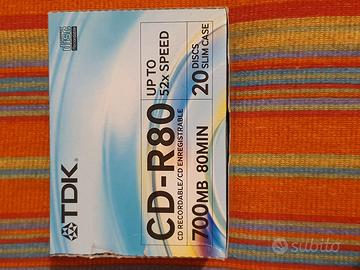 TDK
CD-R80
CD RECORDABLE/CD ENREGISTRABLE
700MB 80MIN
UP TO
52x SPEED
20 DISCS
SLIM CASE
subito